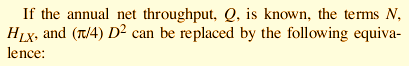 If the annual net throughput, Q, is known, the terms N,
H_LX, and (π/4) D² can be replaced by the following equiva-
lence: